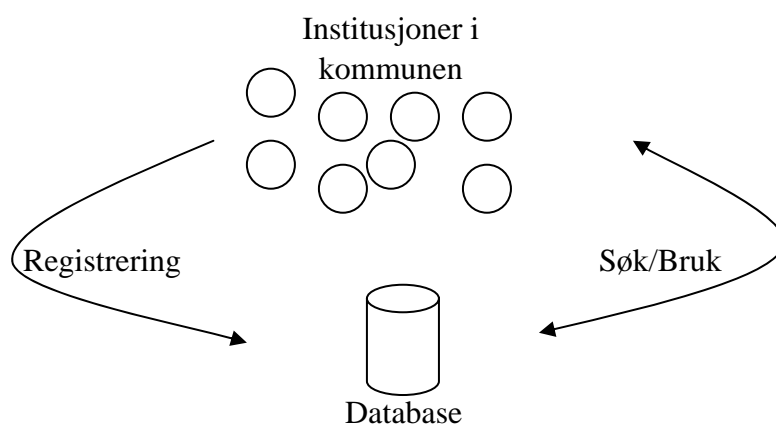 Institusjoner i
kommunen
Registrering
Søk/Bruk
Database